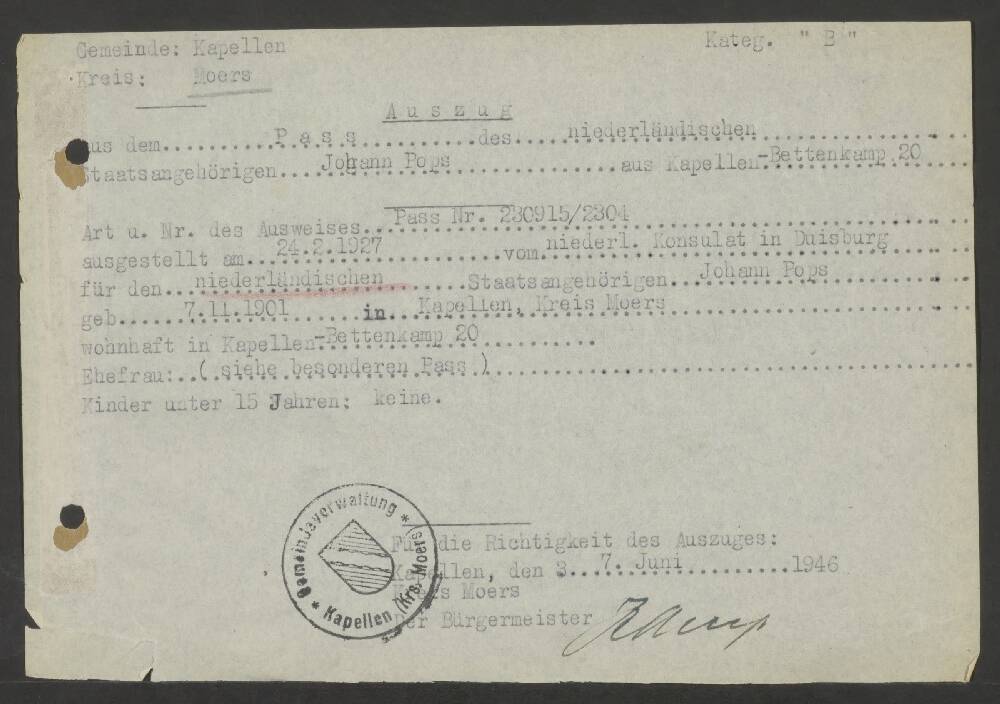 Gemeinde: Kapellen
Kateg. " B "
Kreis: Moers
Auszug
aus dem..........Pass..........des....niederländischen..........
Staatsangehörigen....Johann Pops..........aus Kapellen-Bettenkamp 20
Art u. Nr. des Ausweises...Pass Nr. 230915/2304..........
ausgestellt am...24.2.1927..........vom niederl. Konsulat in Duisburg
für den...niederländischen......Staatsangehörigen...Johann Pops......
geb......7.11.1901......in...Kapellen, Kreis Moers..........
wohnhaft in Kapellen-Bettenkamp 20..........
Ehefrau:..( siehe besonderen Pass )..........
Kinder unter 15 Jahren: keine.
Für die Richtigkeit des Auszuges:
Kapellen, den 3...7. Juni..........1946
Kreis Moers
Der Bürgermeister
Gemeindeverwaltung * Kapellen (Krs. Moers) *